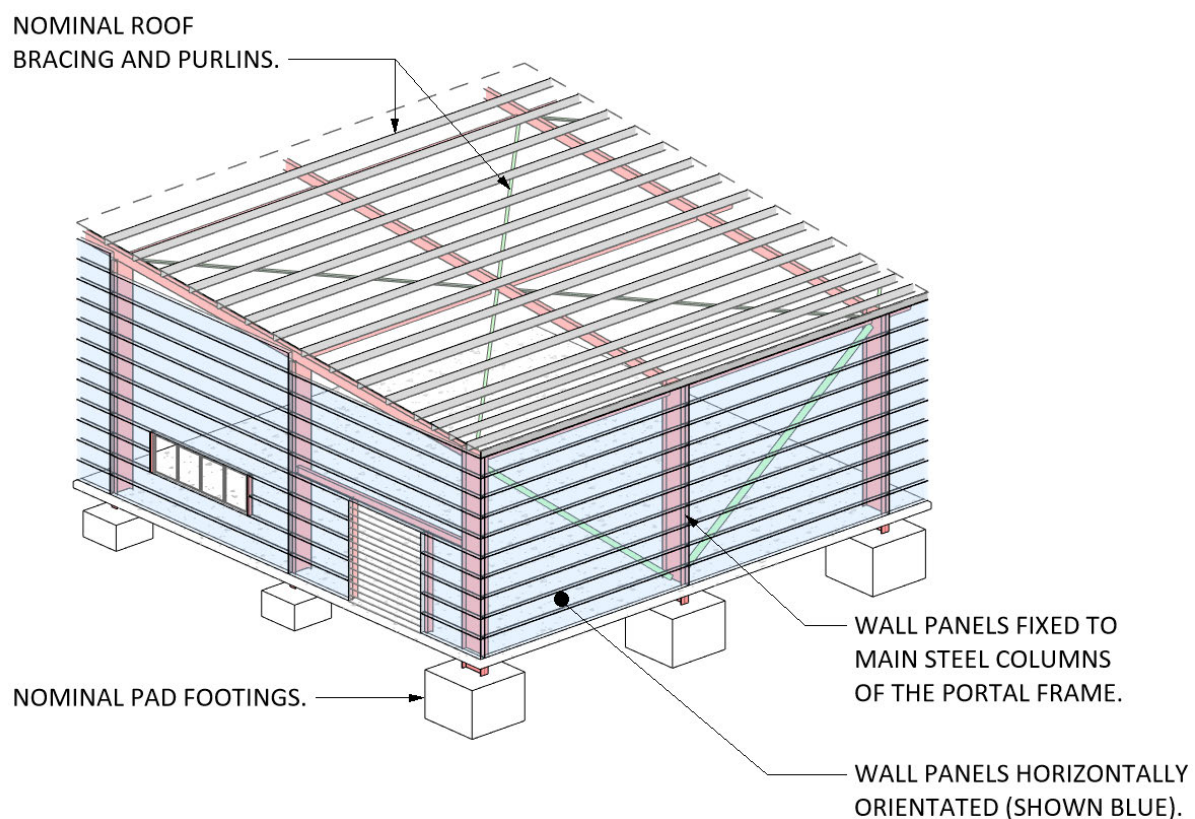 NOMINAL ROOF
BRACING AND PURLINS.
NOMINAL PAD FOOTINGS.
WALL PANELS FIXED TO
MAIN STEEL COLUMNS
OF THE PORTAL FRAME.
WALL PANELS HORIZONTALLY
ORIENTATED (SHOWN BLUE).